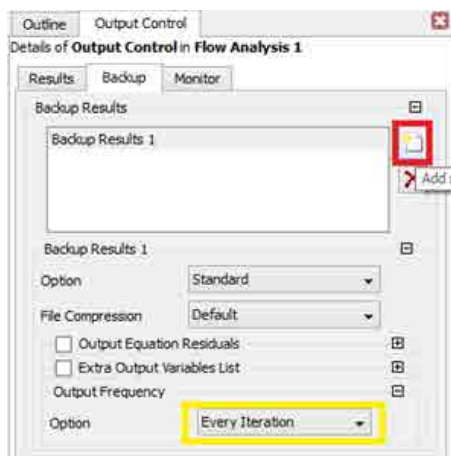 Outline Output Control
Details of Output Control in Flow Analysis 1
Results Backup Monitor
Backup Results
Backup Results 1
Add
Backup Results 1
Option Standard
File Compression Default
Output Equation Residuals
Extra Output Variables List
Output Frequency
Option Every Iteration